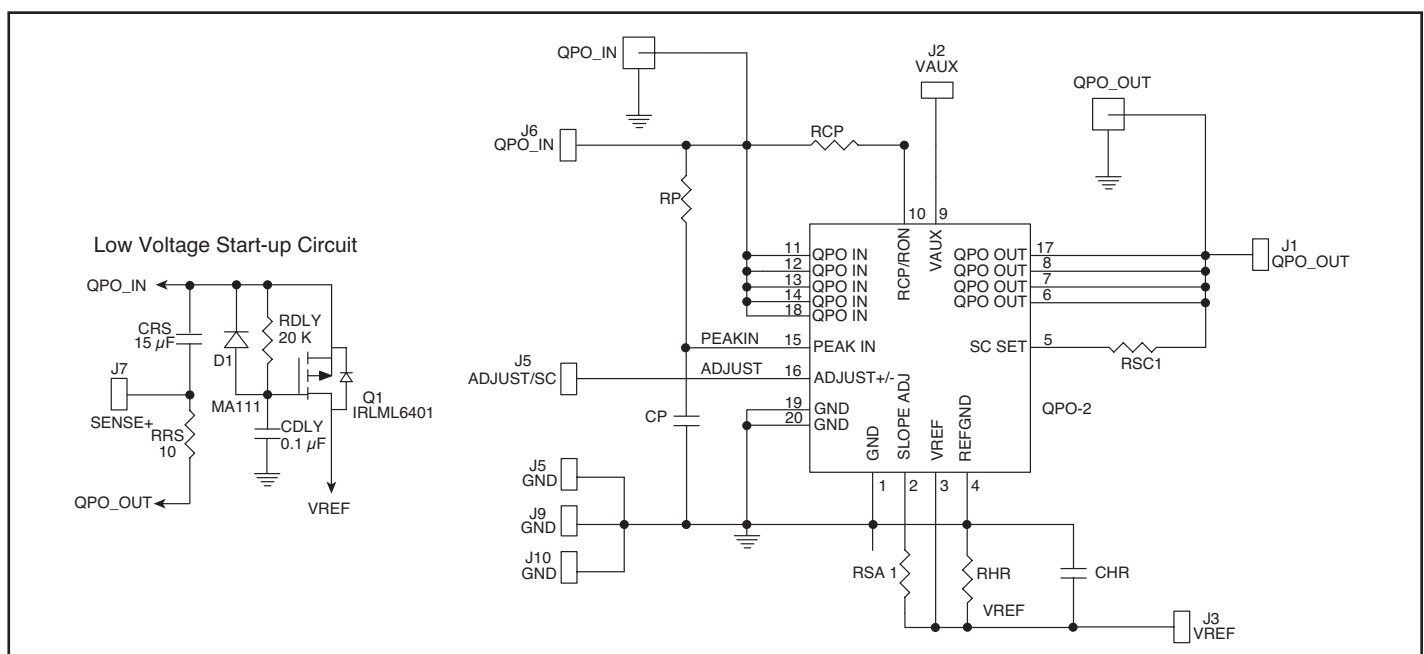 QPO_IN
J2
VAUX
QPO_OUT
J6
QPO_IN
RCP
RP
10
9
RCP/RON
VAUX
11
QPO IN
12
QPO IN
13
QPO IN
14
QPO IN
18
QPO IN
QPO OUT
17
QPO OUT
8
QPO OUT
7
QPO OUT
6
J1
QPO_OUT
PEAKIN
15
PEAK IN
SC SET
5
RSC1
J5
ADJUST/SC
ADJUST
16
ADJUST+/-
CP
19
GND
20
GND
GND
SLOPE ADJ
VREF
REFGND
QPO-2
1
2
3
4
J5
GND
J9
GND
J10
GND
RSA 1
RHR
CHR
VREF
J3
VREF
Low Voltage Start-up Circuit
QPO_IN
CRS
15 µF
D1
RDLY
20 K
J7
SENSE+
MA111
Q1
IRLML6401
RRS
10
CDLY
0.1 µF
QPO_OUT
VREF